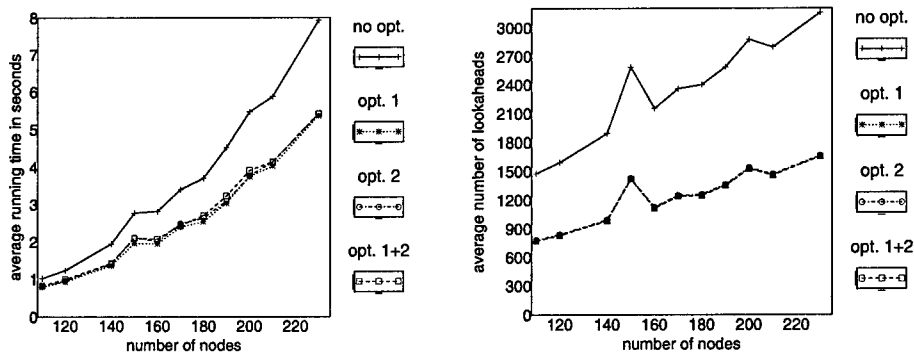 average running time in seconds
8
7
6
5
4
3
2
1
0
120 140 160 180 200 220
number of nodes
no opt.
opt. 1
opt. 2
opt. 1+2
average number of lookaheads
3000
2700
2400
2100
1800
1500
1200
900
600
300
0
120 140 160 180 200 220
number of nodes
no opt.
opt. 1
opt. 2
opt. 1+2